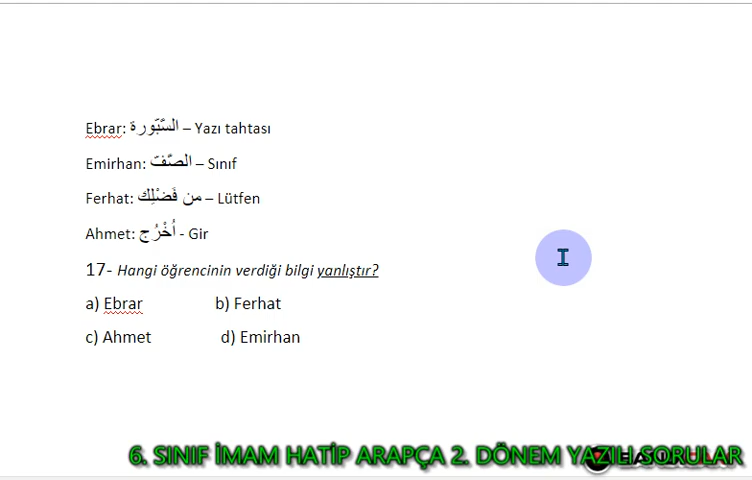 Ebrar: السَّبّورة – Yazı tahtası
Emirhan: الصَّفّ – Sınıf
Ferhat: من فَضْلِك – Lütfen
Ahmet: اُخْرُج - Gir
17- Hangi öğrencinin verdiği bilgi yanlıştır?
a) Ebrar b) Ferhat
c) Ahmet d) Emirhan
6. SINIF İMAM HATİP ARAPÇA 2. DÖNEM YAZILI SORULAR